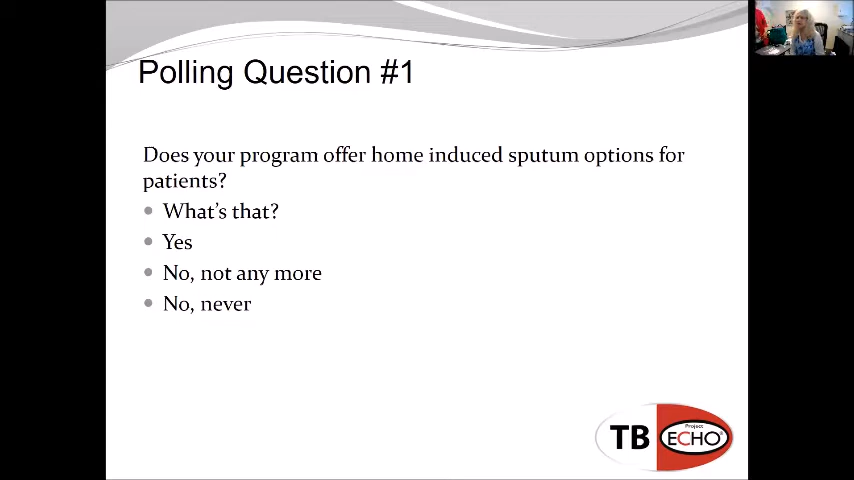 Polling Question #1
Does your program offer home induced sputum options for
patients?
What's that?
Yes
No, not any more
No, never
TB
Project
ECHO